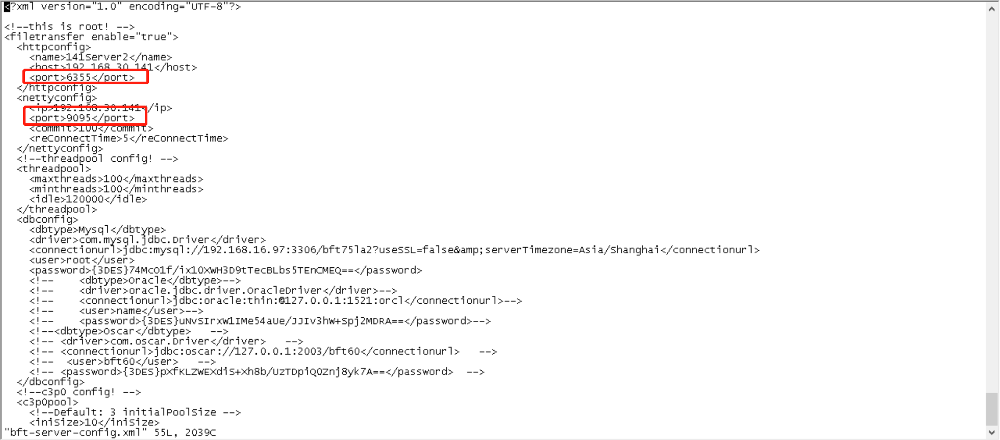 <?xml version="1.0" encoding="UTF-8"?>
<!--this is root! -->
<filetransfer enable="true">
<httpconfig>
<name>141Server2</name>
<host>192.168.30.141</host>
<port>6355</port>
</httpconfig>
<nettyconfig>
<ip>192.168.30.141</ip>
<port>9095</port>
<commit>100</commit>
<reConnectTime>5</reConnectTime>
</nettyconfig>
<!--threadpool config! -->
<threadpool>
<maxthreads>100</maxthreads>
<minthreads>100</minthreads>
<idle>120000</idle>
</threadpool>
<dbconfig>
<dbtype>Mysql</dbtype>
<driver>com.mysql.jdbc.Driver</driver>
<connectionurl>jdbc:mysql://192.168.16.97:3306/bft75la2?useSSL=false&amp;serverTimezone=Asia/Shanghai</connectionurl>
<user>root</user>
<password>{3DES}74McO1f/ix10XWH3D9tTecBLbs5TEnCMEQ==</password>
<!--    <dbtype>Oracle</dbtype>-->
<!--    <driver>oracle.jdbc.driver.OracleDriver</driver>-->
<!--    <connectionurl>jdbc:oracle:thin:@127.0.0.1:1521:orcl</connectionurl>-->
<!--    <user>name</user>-->
<!--    <password>{3DES}uNvSIrxW1IMe54aUe/JJIv3hW+Spj2MDRA==</password>-->
<!--<dbtype>Oscar</dbtype>   -->
<!-- <driver>com.oscar.Driver</driver>   -->
<!-- <connectionurl>jdbc:oscar://127.0.0.1:2003/bft60</connectionurl>   -->
<!--  <user>bft60</user>   -->
<!-- <password>{3DES}pXfKLZWEXdiS+Xh8b/UzTDpiQ0Znj8yk7A==</password>  -->
</dbconfig>
<!--c3p0 config! -->
<c3p0pool>
<!--Default: 3 initialPoolSize -->
<iniSize>10</iniSize>
"bft-server-config.xml" 55L, 2039C